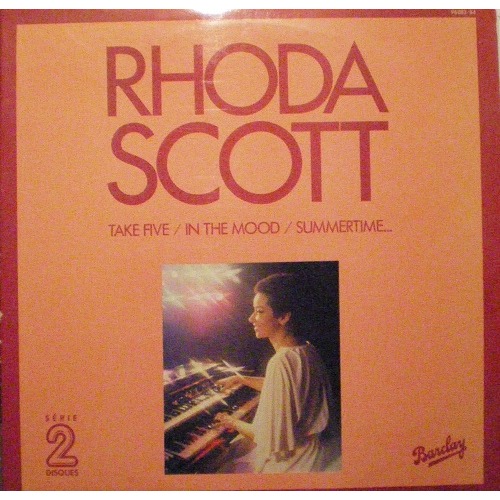 RHODA
SCOTT
TAKE FIVE / IN THE MOOD / SUMMERTIME...
SÉRIE
2
DISQUES
Barclay